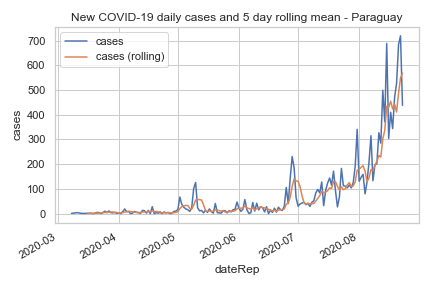 New COVID-19 daily cases and 5 day rolling mean - Paraguay
cases
cases (rolling)
700
600
500
400
300
200
100
0
cases
2020-03
2020-04
2020-05
2020-06
2020-07
2020-08
dateRep